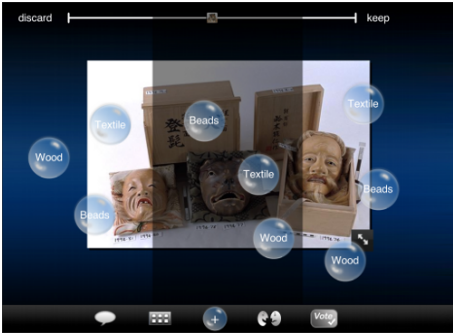 discard
keep
Textile
Beads
Textile
Wood
Textile
Beads
Beads
Wood
Wood
Vote